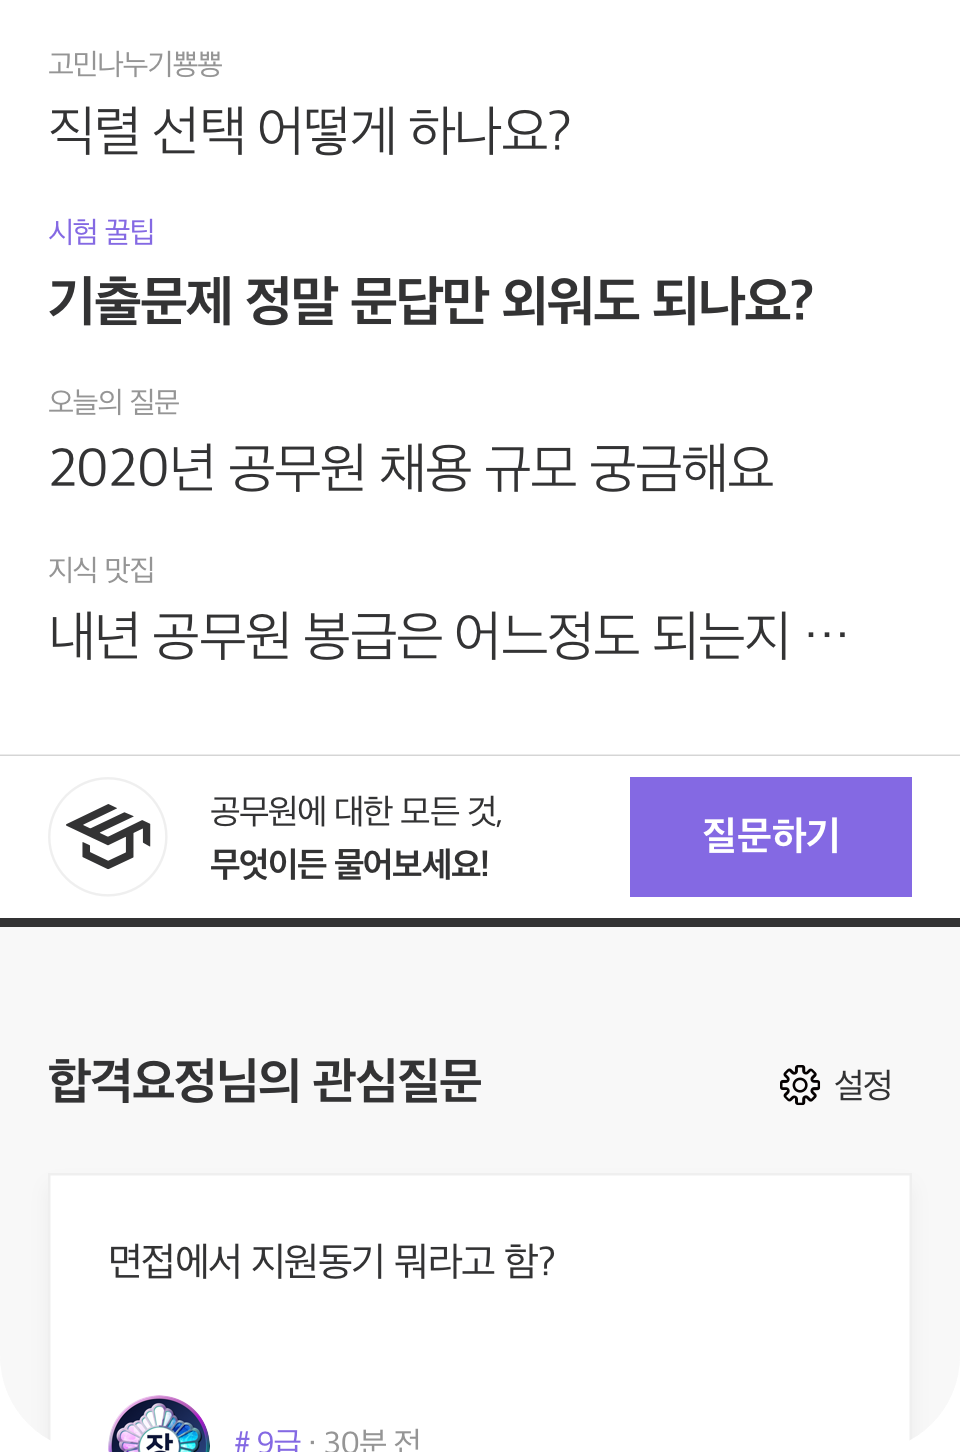 고민나누기뿅뿅
직렬 선택 어떻게 하나요?
시험 꿀팁
기출문제 정말 문답만 외워도 되나요?
오늘의 질문
2020년 공무원 채용 규모 궁금해요
지식 맛집
내년 공무원 봉급은 어느정도 되는지 …
공무원에 대한 모든 것,
무엇이든 물어보세요!
질문하기
합격요정님의 관심질문
설정
면접에서 지원동기 뭐라고 함?
장
# 9급 · 30분 전